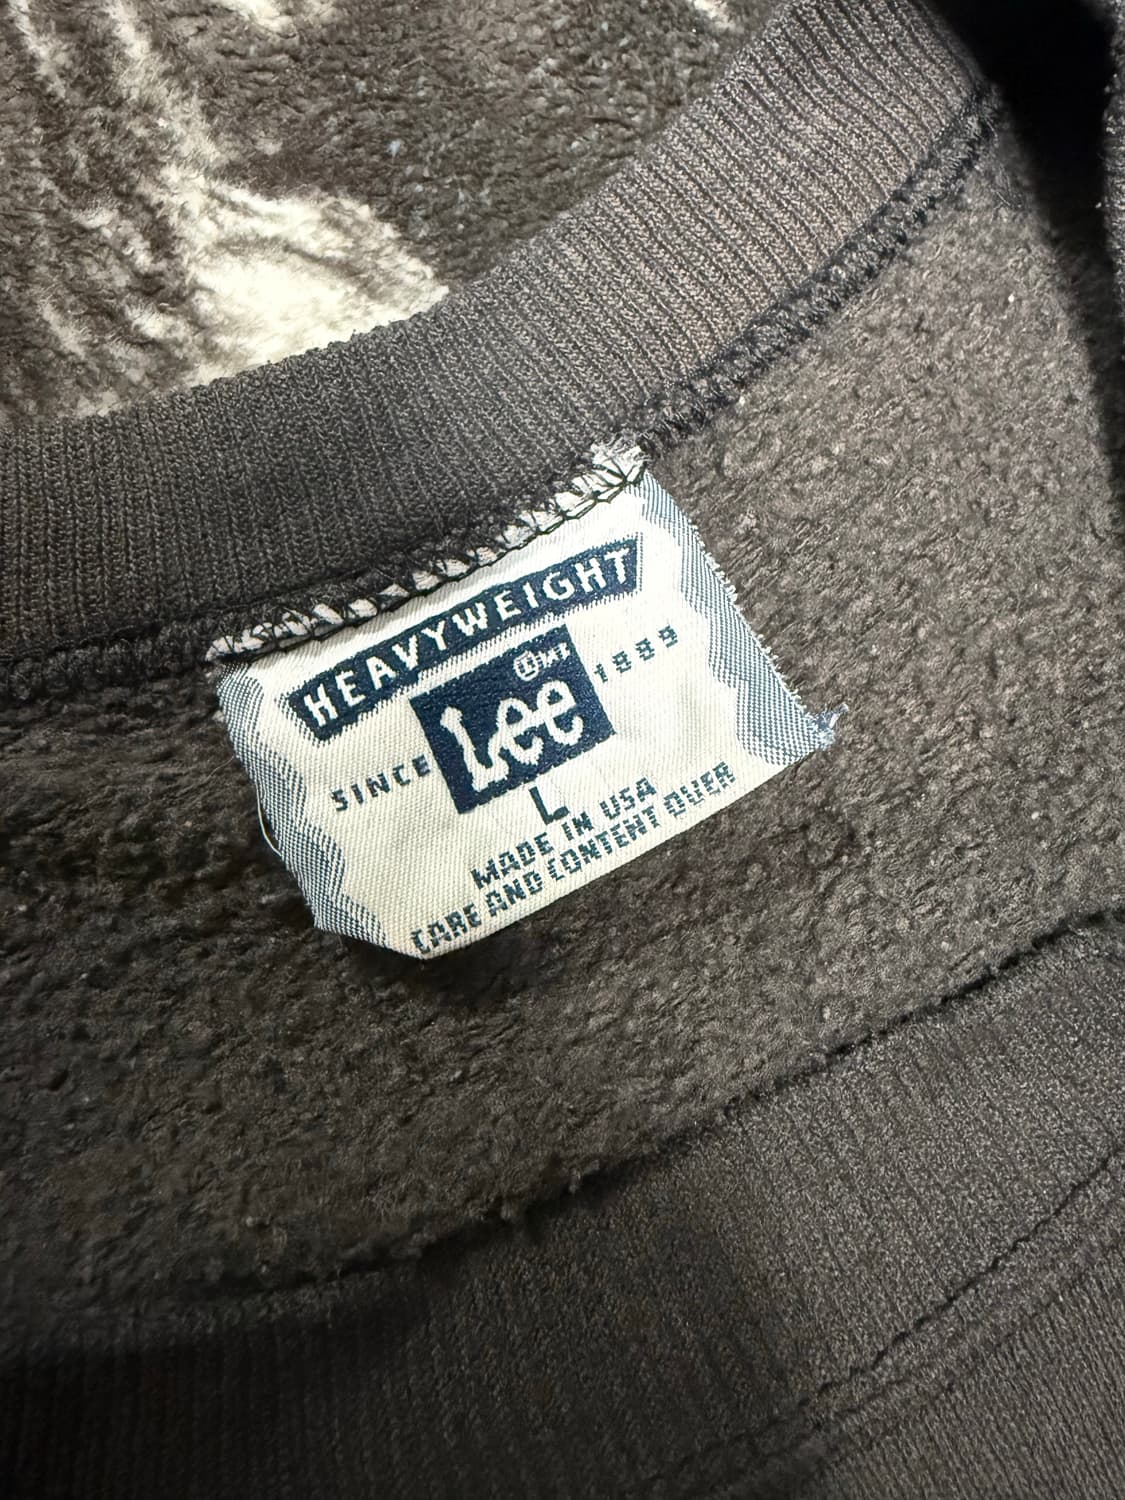 HEAVYWEIGHT
SINCE Lee 1889
L
MADE IN USA
CARE AND CONTENT OVER